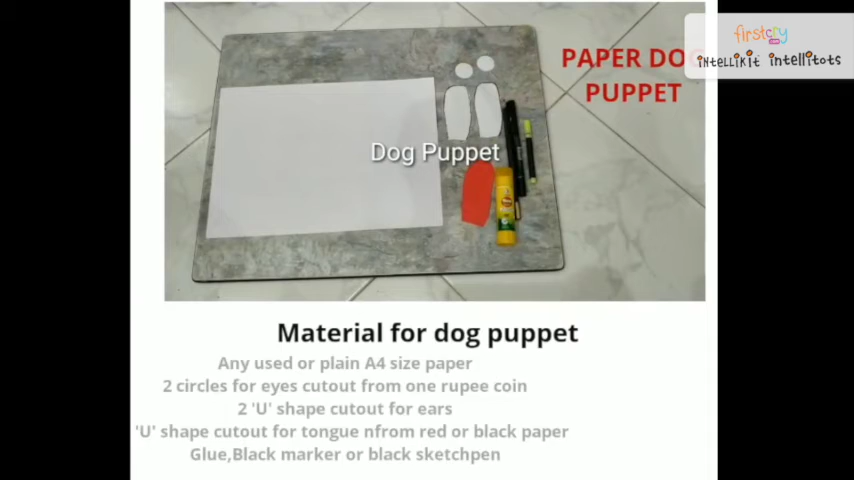 firstcry
intellikit intellitots
PAPER DO
PUPPET
Dog Puppet
Material for dog puppet
Any used or plain A4 size paper
2 circles for eyes cutout from one rupee coin
2 'U' shape cutout for ears
'U' shape cutout for tongue nfrom red or black paper
Glue,Black marker or black sketchpen